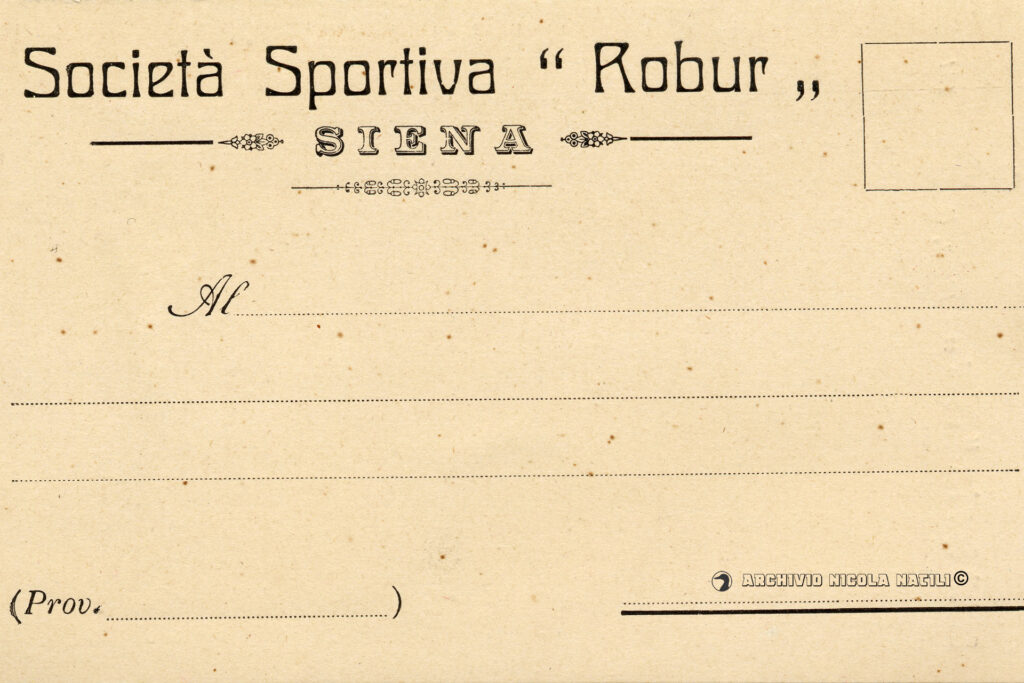 Società Sportiva “ Robur „
SIENA
Al
ARCHIVIO NICOLA NATILI ©
(Prov. )